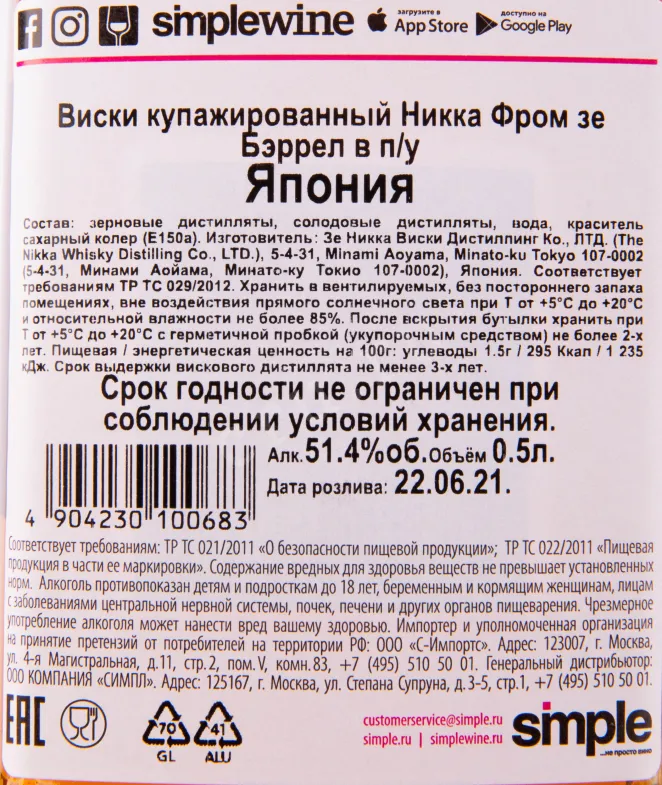 simplewine загрузите в App Store доступно на Google Play
Виски купажированный Никка Фром зе
Бэррел в п/у
Япония
Состав: зерновые дистилляты, солодовые дистилляты, вода, краситель
сахарный колер (E150a). Изготовитель: Зе Никка Виски Дистиллинг Ко., ЛТД. (The
Nikka Whisky Distilling Co., LTD.), 5-4-31, Minami Aoyama, Minato-ku Tokyo 107-0002
(5-4-31, Минами Аойама, Минато-ку Токио 107-0002), Япония. Соответствует
требованиям ТР ТС 029/2012. Хранить в вентилируемых, без постороннего запаха
помещениях, вне воздействия прямого солнечного света при Т от +5°С до +20°С
и относительной влажности не более 85%. После вскрытия бутылки хранить при
Т от +5°С до +20°С с герметичной пробкой (укупорочным средством) не более 2-х
лет. Пищевая / энергетическая ценность на 100г: углеводы 1.5г / 295 Ккал / 1 235
кДж. Срок выдержки вискового дистиллята не менее 3-х лет.
Срок годности не ограничен при
соблюдении условий хранения.
Алк. 51.4%об. Объём 0.5л.
Дата розлива: 22.06.21.
4 904230 100683
Соответствует требованиям: ТР ТС 021/2011 «О безопасности пищевой продукции»; ТР ТС 022/2011 «Пищевая
продукция в части ее маркировки». Содержание вредных для здоровья веществ не превышает установленных
норм. Алкоголь противопоказан детям и подросткам до 18 лет, беременным и кормящим женщинам, лицам
с заболеваниями центральной нервной системы, почек, печени и других органов пищеварения. Чрезмерное
употребление алкоголя может нанести вред вашему здоровью. Импортер и уполномоченная организация
на принятие претензий от потребителей на территории РФ: ООО «С-Импортс». Адрес: 123007, г. Москва,
ул. 4-я Магистральная, д.11, стр.2, пом.V, комн.83, +7 (495) 510 50 01. Генеральный дистрибьютор:
ООО КОМПАНИЯ «СИМПЛ». Адрес: 125167, г. Москва, ул. Степана Супруна, д.3-5, стр.1, +7 (495) 510 50 01.
EAC
70
GL
41
ALU
customerservice@simple.ru
simple.ru | simplewine.ru
simple
...не просто вино